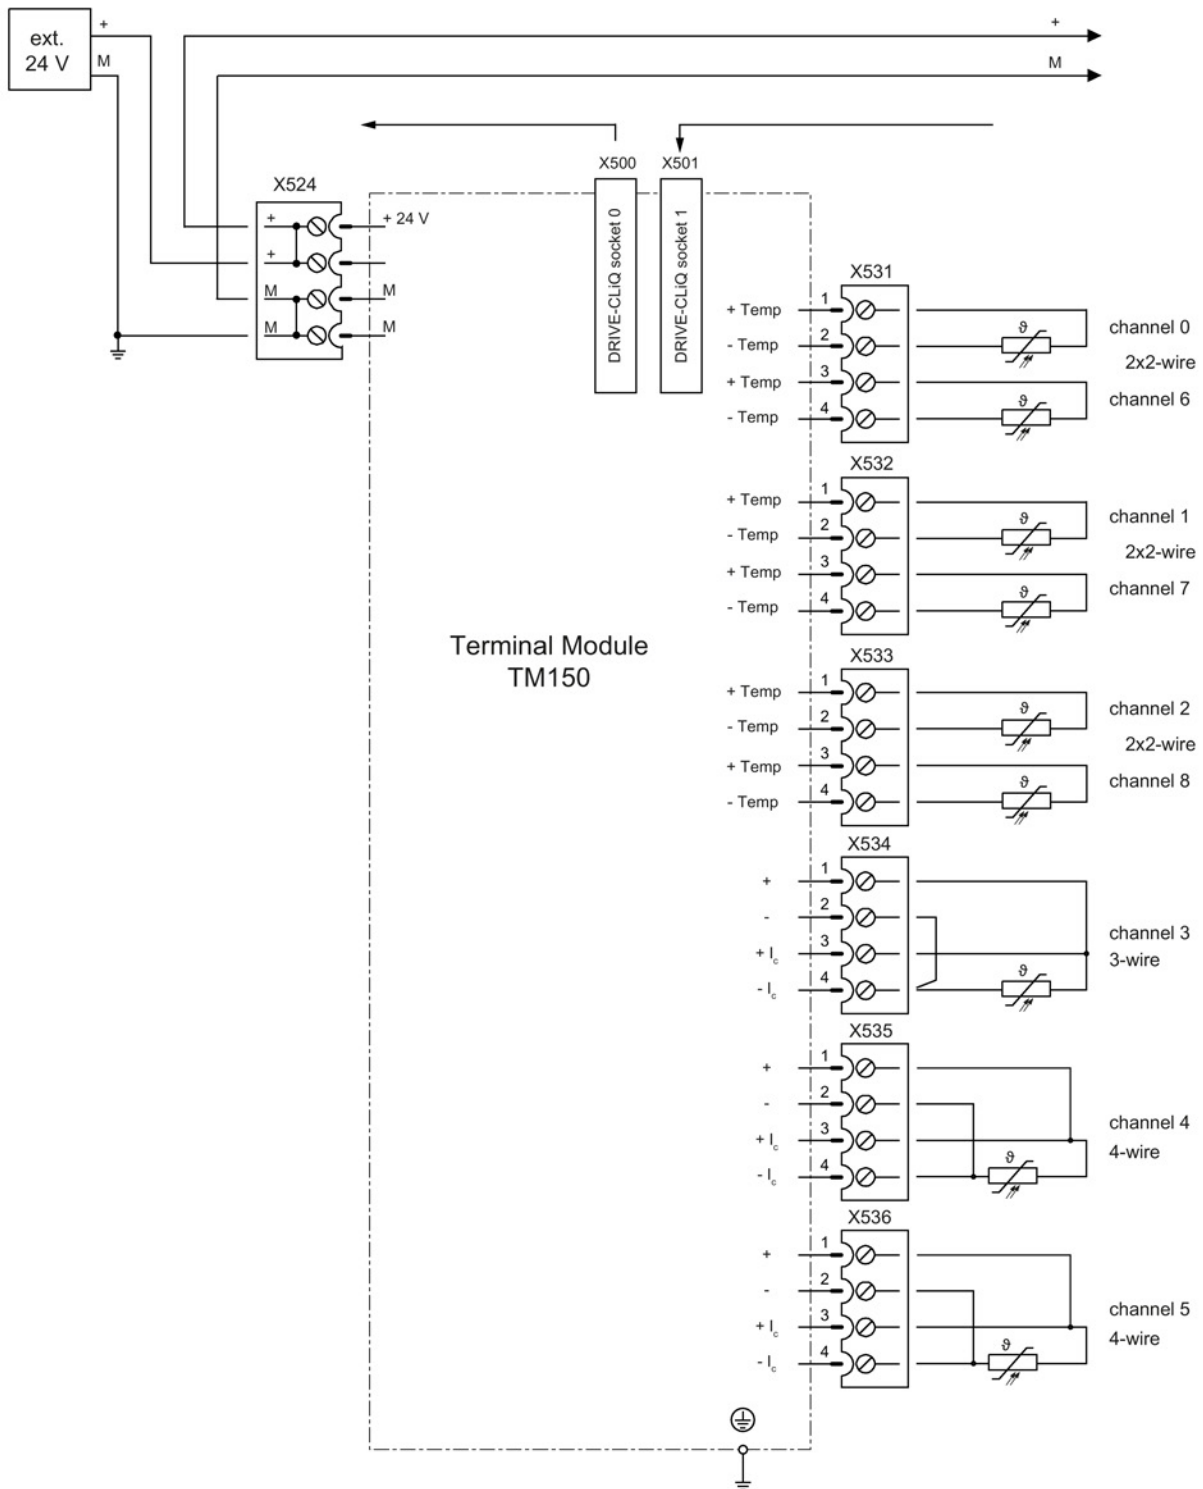 ext.
24 V
+
M
+
M
X524
+
+
M
M
+ 24 V
M
M
X500
X501
DRIVE-CLiQ socket 0
DRIVE-CLiQ socket 1
Terminal Module
TM150
X531
+ Temp 1
- Temp 2
+ Temp 3
- Temp 4
ϑ
ϑ
channel 0
2x2-wire
channel 6
X532
+ Temp 1
- Temp 2
+ Temp 3
- Temp 4
ϑ
ϑ
channel 1
2x2-wire
channel 7
X533
+ Temp 1
- Temp 2
+ Temp 3
- Temp 4
ϑ
ϑ
channel 2
2x2-wire
channel 8
X534
+ 1
- 2
+ Ic 3
- Ic 4
ϑ
channel 3
3-wire
X535
+ 1
- 2
+ Ic 3
- Ic 4
ϑ
channel 4
4-wire
X536
+ 1
- 2
+ Ic 3
- Ic 4
ϑ
channel 5
4-wire